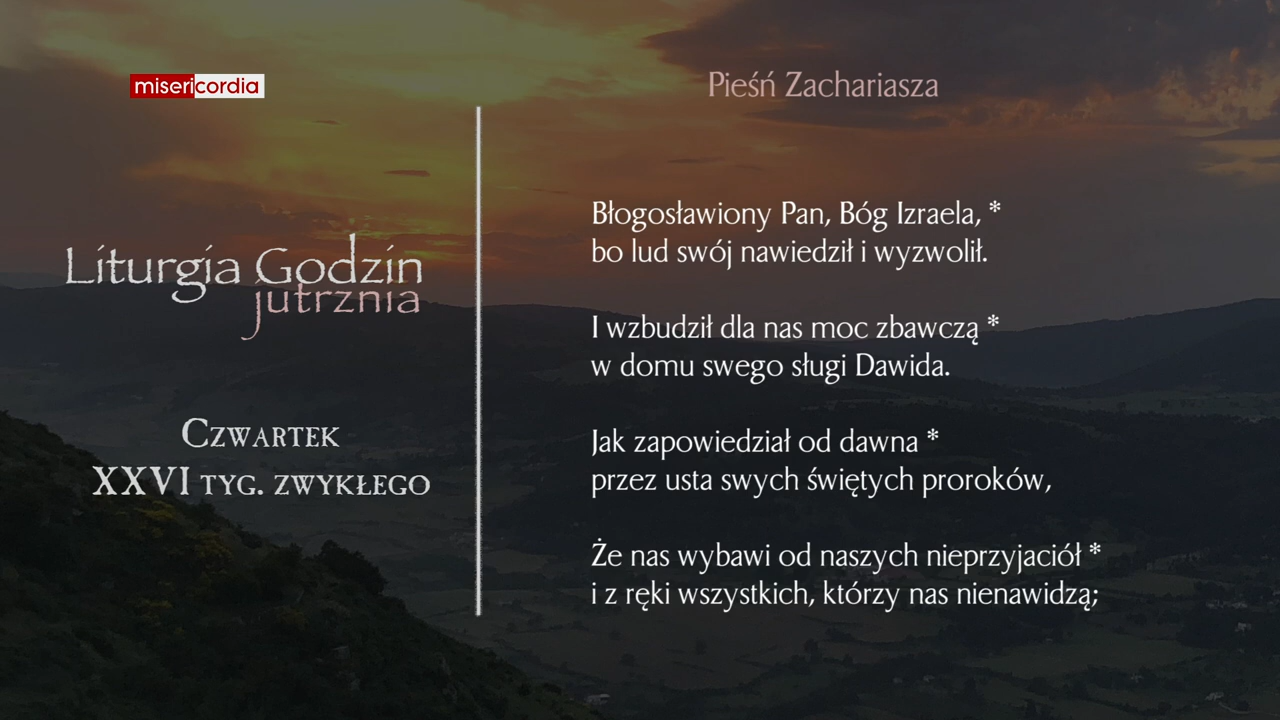 misericordia
Liturgia Godzin
jutrznia
Czwartek
XXVI tyg. zwykłego
Pieśń Zachariasza
Błogosławiony Pan, Bóg Izraela, *
bo lud swój nawiedził i wyzwolił.
I wzbudził dla nas moc zbawczą *
w domu swego sługi Dawida.
Jak zapowiedział od dawna *
przez usta swych świętych proroków,
Że nas wybawi od naszych nieprzyjaciół *
i z ręki wszystkich, którzy nas nienawidzą;